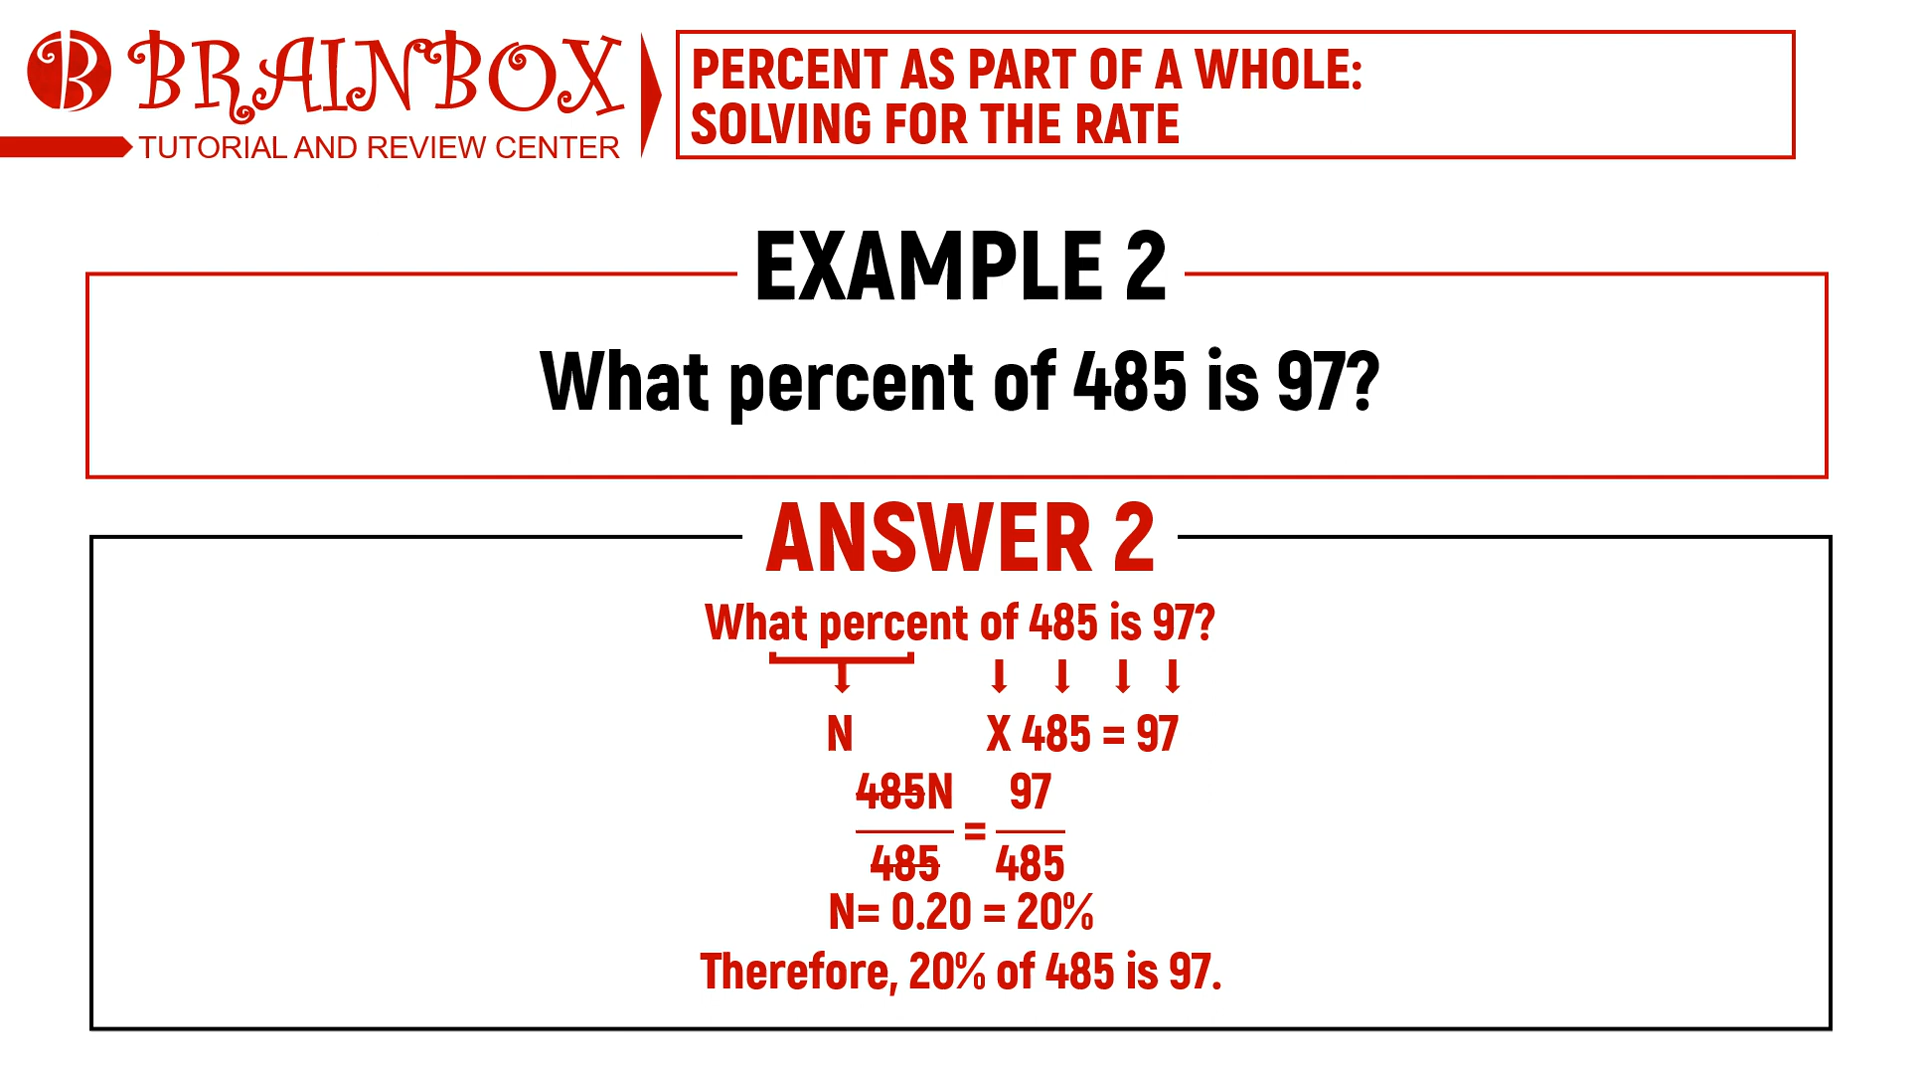 B BRAINBOX
TUTORIAL AND REVIEW CENTER
PERCENT AS PART OF A WHOLE:
SOLVING FOR THE RATE
EXAMPLE 2
What percent of 485 is 97?
ANSWER 2
What percent of 485 is 97?
N X 485 = 97
485N 97
=
485 485
N= 0.20 = 20%
Therefore, 20% of 485 is 97.